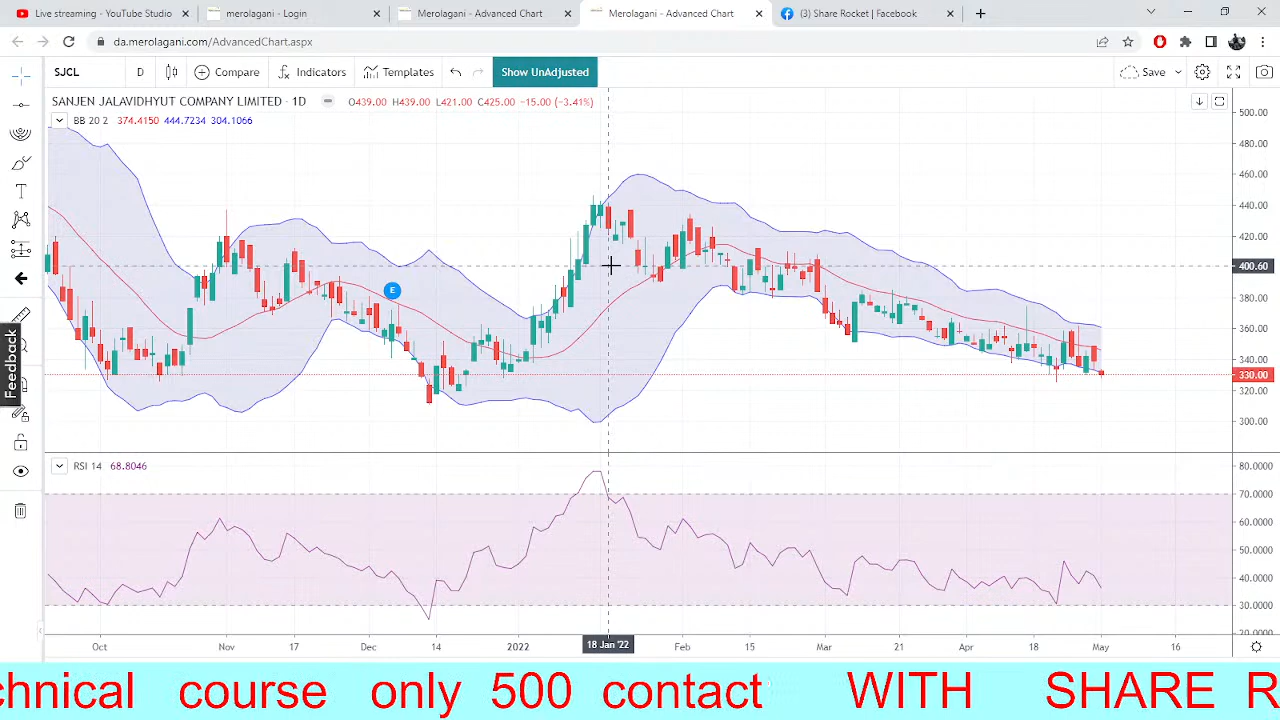 Live streaming - YouTube Studio
merolagani - Login
Merolagani - Advanced Chart
Merolagani - Advanced Chart
(3) Share Rocket | Facebook
da.merolagani.com/AdvancedChart.aspx
SJCL D Compare Indicators Templates Show UnAdjusted Save
SANJEN JALAVIDHYUT COMPANY LIMITED · 1D O439.00 H439.00 L421.00 C425.00 −15.00 (−3.41%)
BB 20 2 374.4150 444.7234 304.1066
500.00
480.00
460.00
440.00
420.00
400.60
380.00
360.00
340.00
330.00
320.00
300.00
E
Feedback
RSI 14 68.8046
80.0000
70.0000
60.0000
50.0000
40.0000
30.0000
20.0000
Oct Nov 17 Dec 14 2022 18 Jan '22 Feb 15 Mar 21 Apr 18 May 16
chnical course only 500 contact WITH SHARE R